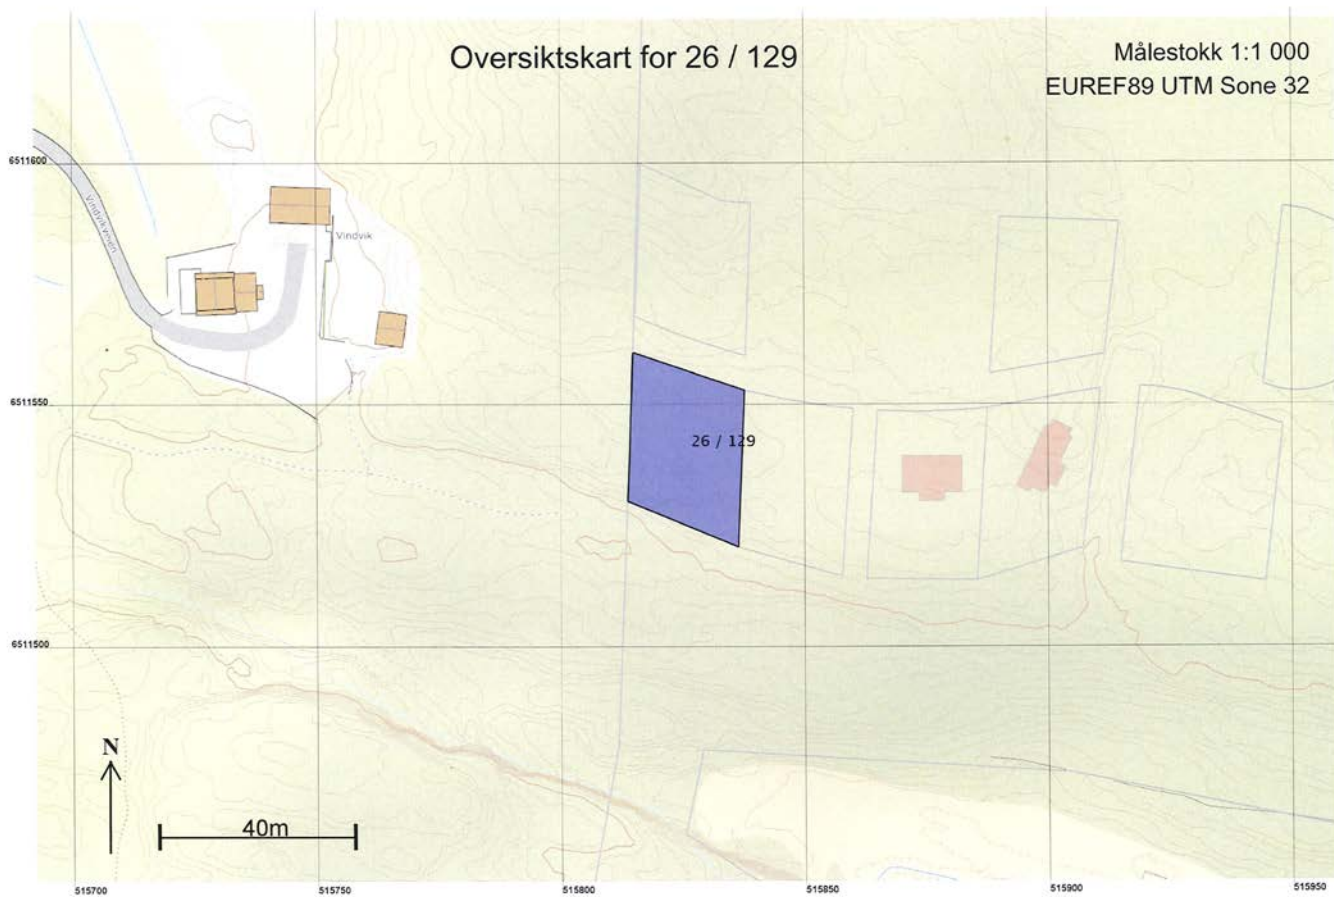 Oversiktskart for 26 / 129
Målestokk 1:1 000
EUREF89 UTM Sone 32
6511600
Vindvikveien
Vindvik
6511550
26 / 129
6511500
N
40m
515700
515750
515800
515850
515900
515950